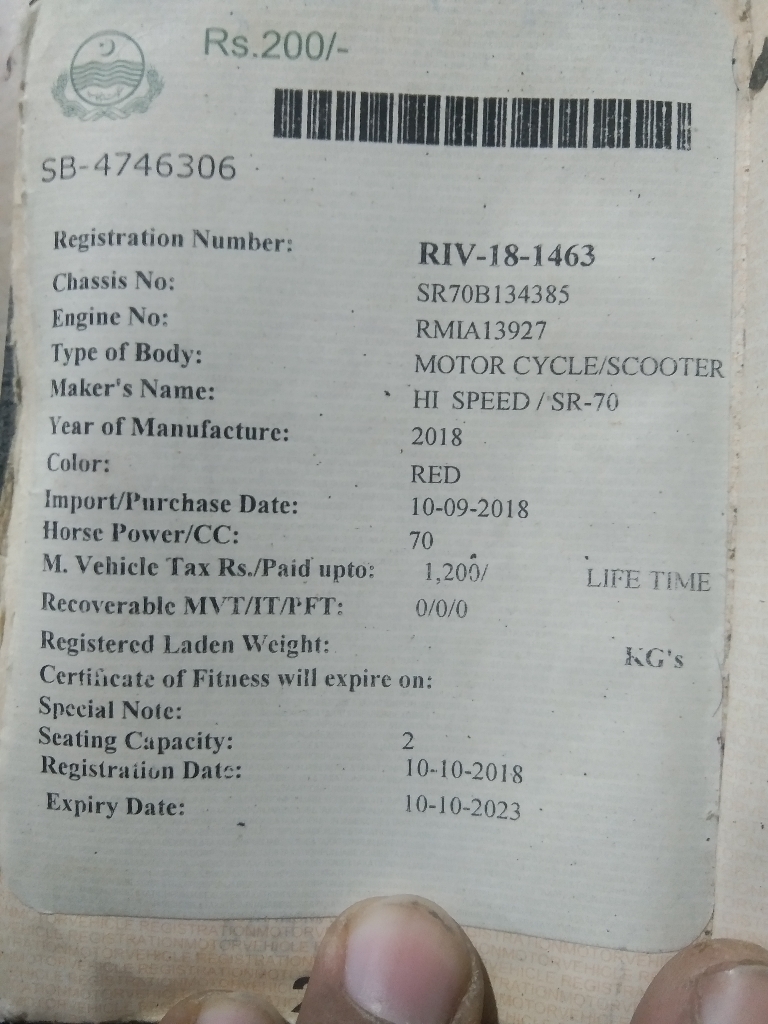 Rs.200/-
SB-4746306
Registration Number: RIV-18-1463
Chassis No: SR70B134385
Engine No: RMIA13927
Type of Body: MOTOR CYCLE/SCOOTER
Maker's Name: HI SPEED / SR-70
Year of Manufacture: 2018
Color: RED
Import/Purchase Date: 10-09-2018
Horse Power/CC: 70
M. Vehicle Tax Rs./Paid upto: 1,200/ LIFE TIME
Recoverable MVT/IT/PFT: 0/0/0
Registered Laden Weight: KG's
Certificate of Fitness will expire on:
Special Note:
Seating Capacity: 2
Registration Date: 10-10-2018
Expiry Date: 10-10-2023